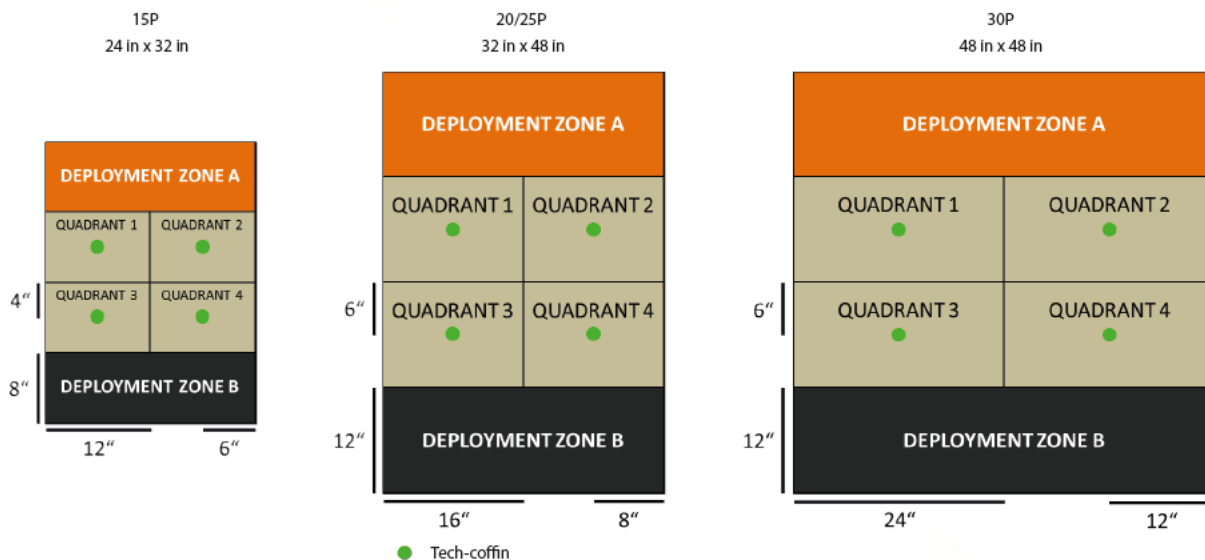 15P
24 in x 32 in
DEPLOYMENT ZONE A
QUADRANT 1
QUADRANT 2
QUADRANT 3
QUADRANT 4
4“
8“
DEPLOYMENT ZONE B
12“
6“
20/25P
32 in x 48 in
DEPLOYMENT ZONE A
QUADRANT 1
QUADRANT 2
6“
QUADRANT 3
QUADRANT 4
12“
DEPLOYMENT ZONE B
16“
8“
30P
48 in x 48 in
DEPLOYMENT ZONE A
QUADRANT 1
QUADRANT 2
6“
QUADRANT 3
QUADRANT 4
12“
DEPLOYMENT ZONE B
24“
12“
Tech-coffin